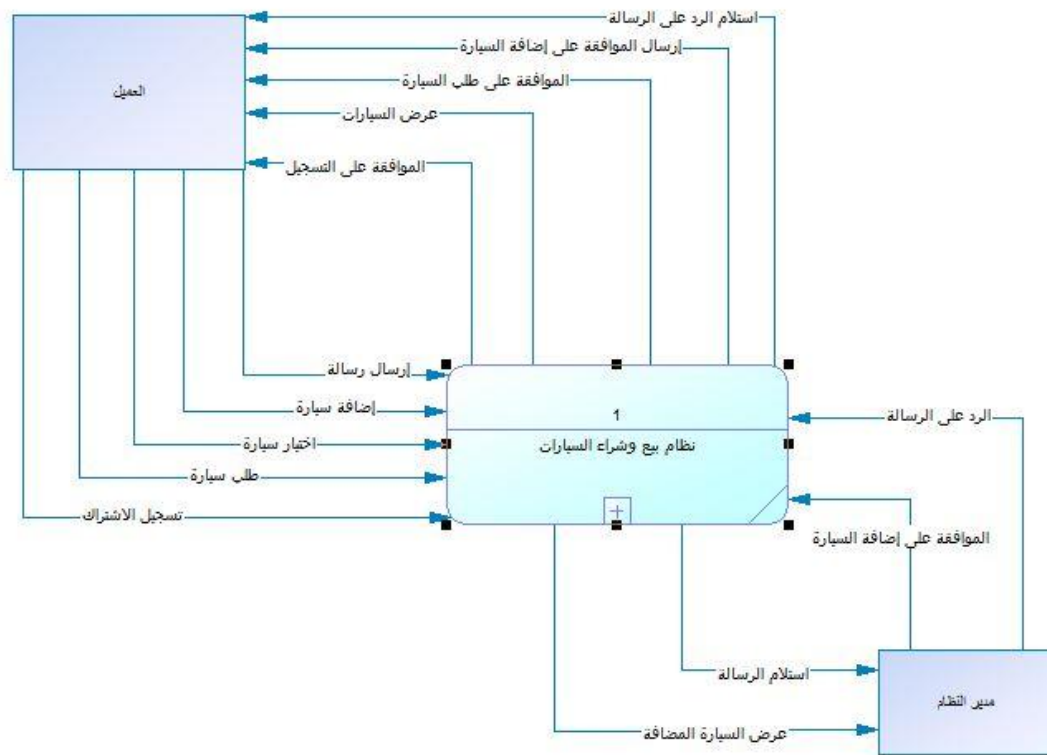 استلام الرد على الرسالة
إرسال الموافقة على إضافة السيارة
الموافقة على طلب السيارة
العميل
عرض السيارات
الموافقة على التسجيل
إرسال رسالة
إضافة سيارة
1
الرد على الرسالة
اختيار سيارة
نظام بيع وشراء السيارات
طلب سيارة
تسجيل الاشتراك
الموافقة على إضافة السيارة
استلام الرسالة
مدير النظام
عرض السيارة المضافة